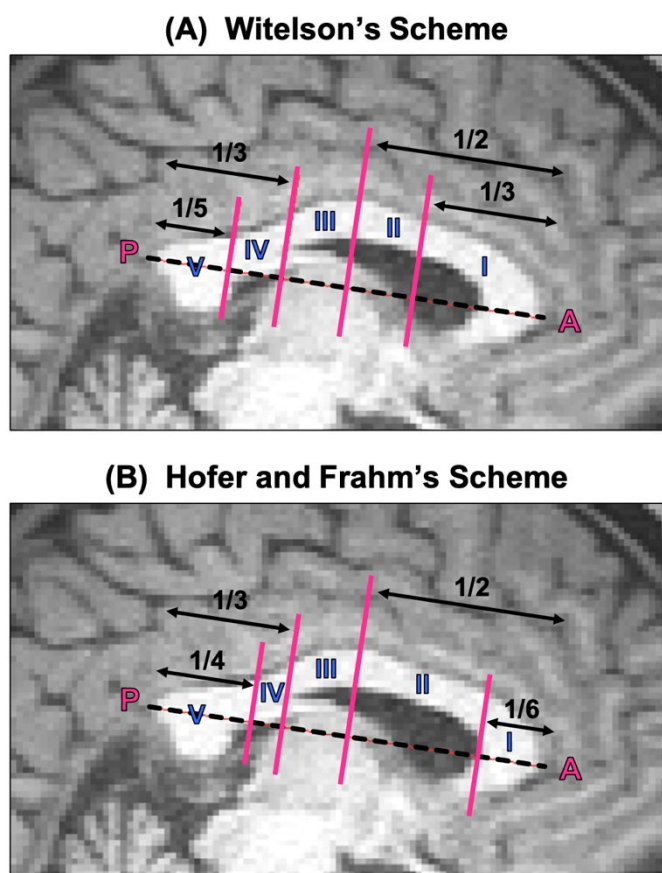 (A) Witelson's Scheme
1/2
1/3
1/3
1/5
III
II
IV
P
V
I
A
(B) Hofer and Frahm's Scheme
1/2
1/3
1/4
III
II
IV
1/6
P
V
I
A